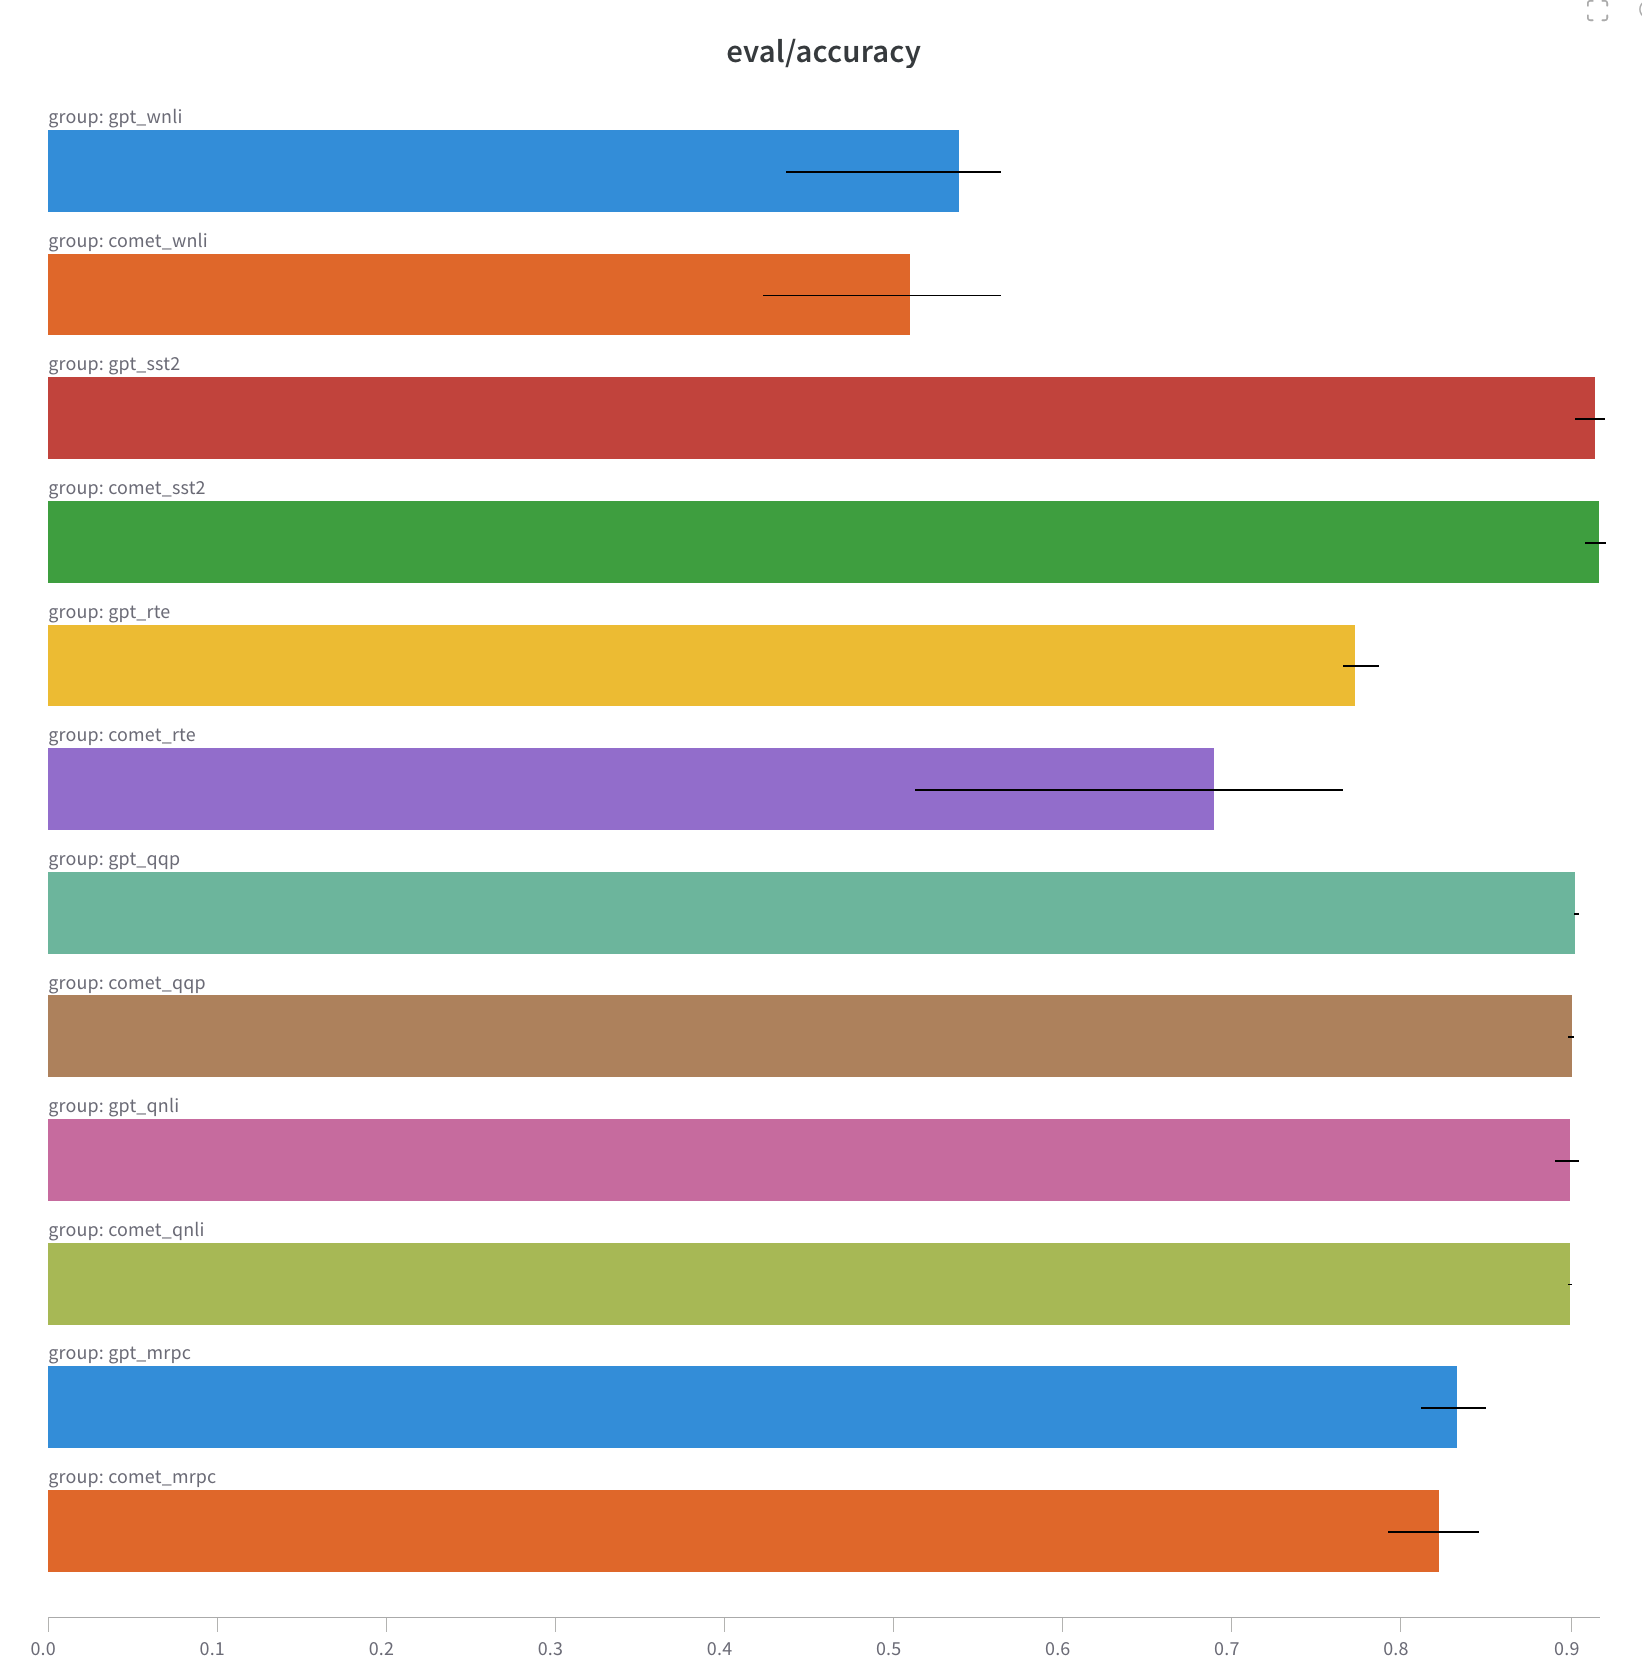 eval/accuracy
group: gpt_wnli
group: comet_wnli
group: gpt_sst2
group: comet_sst2
group: gpt_rte
group: comet_rte
group: gpt_qqp
group: comet_qqp
group: gpt_qnli
group: comet_qnli
group: gpt_mrpc
group: comet_mrpc
0.0 0.1 0.2 0.3 0.4 0.5 0.6 0.7 0.8 0.9